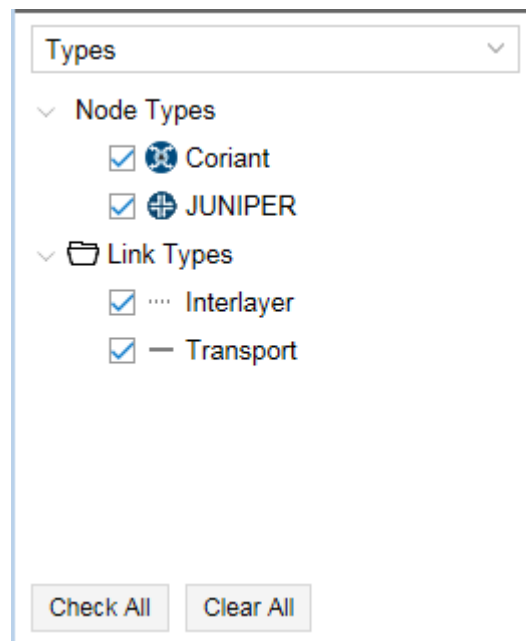 Types
Node Types
Coriant
JUNIPER
Link Types
Interlayer
Transport
Check All Clear All